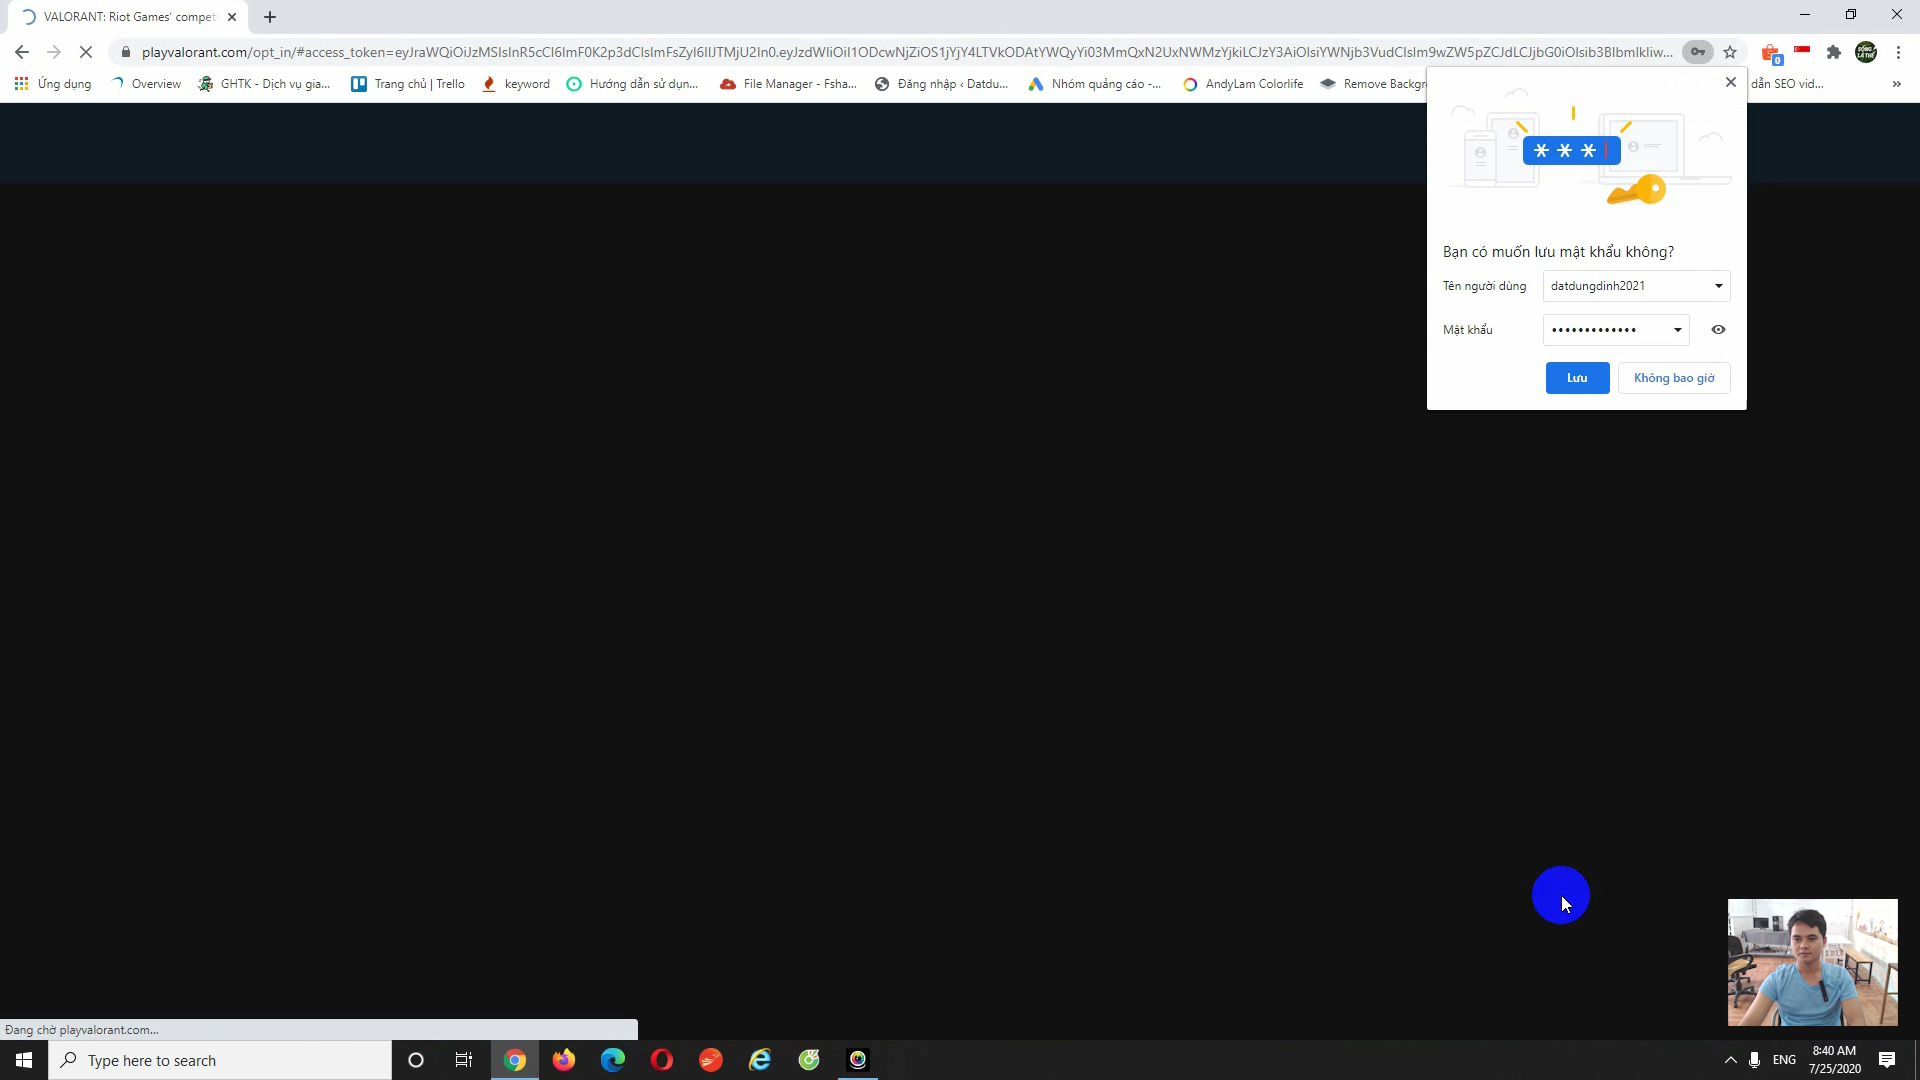 VALORANT: Riot Games' compet
playvalorant.com/opt_in/#access_token=
Ứng dụng
Overview
GHTK - Dịch vụ gia...
Trang chủ | Trello
keyword
Hướng dẫn sử dụn...
File Manager - Fsha...
Đăng nhập ‹ Datdu...
Nhóm quảng cáo -...
AndyLam Colorlife
Remove Backgr
dẫn SEO vid...
»
0
* * *
Bạn có muốn lưu mật khẩu không?
Tên người dùng
datdungdinh2021
Mật khẩu
•••••••••••••
Lưu
Không bao giờ
Đang chờ playvalorant.com...
Type here to search
ENG
8:40 AM
7/25/2020